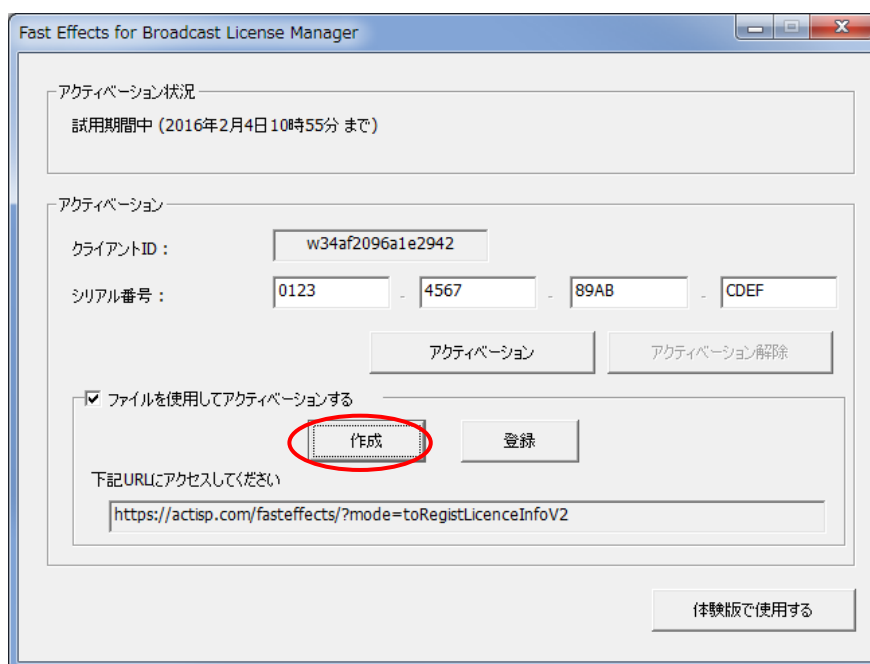 Fast Effects for Broadcast License Manager
アクティベーション状況
試用期間中 (2016年2月4日10時55分 まで)
アクティベーション
クライアントID： w34af2096a1e2942
シリアル番号： 0123 - 4567 - 89AB - CDEF
アクティベーション アクティベーション解除
ファイルを使用してアクティベーションする
作成 登録
下記URLにアクセスしてください
https://actisp.com/fasteffects/?mode=toRegistLicenceInfoV2
体験版で使用する